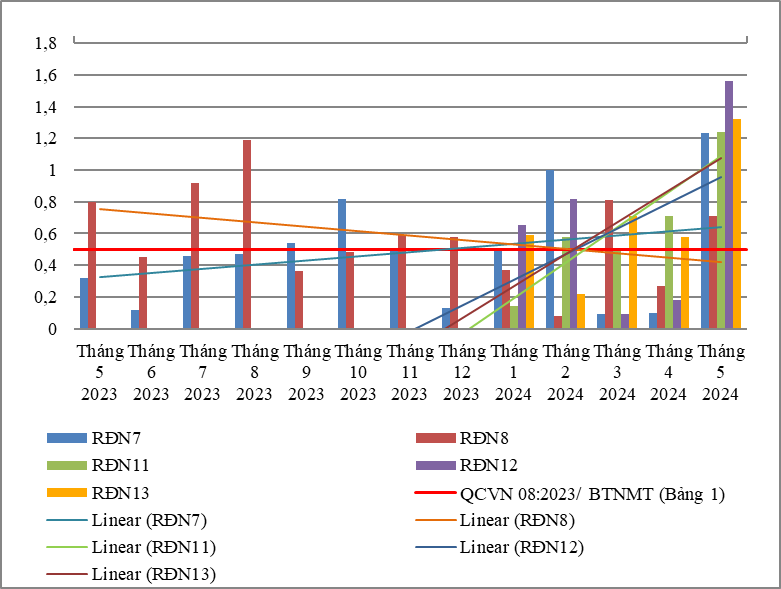 1,8
1,6
1,4
1,2
1
0,8
0,6
0,4
0,2
0
Tháng Tháng Tháng Tháng Tháng Tháng Tháng Tháng Tháng Tháng Tháng Tháng Tháng
5 6 7 8 9 10 11 12 1 2 3 4 5
2023 2023 2023 2023 2023 2023 2023 2023 2024 2024 2024 2024 2024
RĐN7 RĐN8
RĐN11 RĐN12
RĐN13 QCVN 08:2023/ BTNMT (Bảng 1)
Linear (RĐN7) Linear (RĐN8)
Linear (RĐN11) Linear (RĐN12)
Linear (RĐN13)